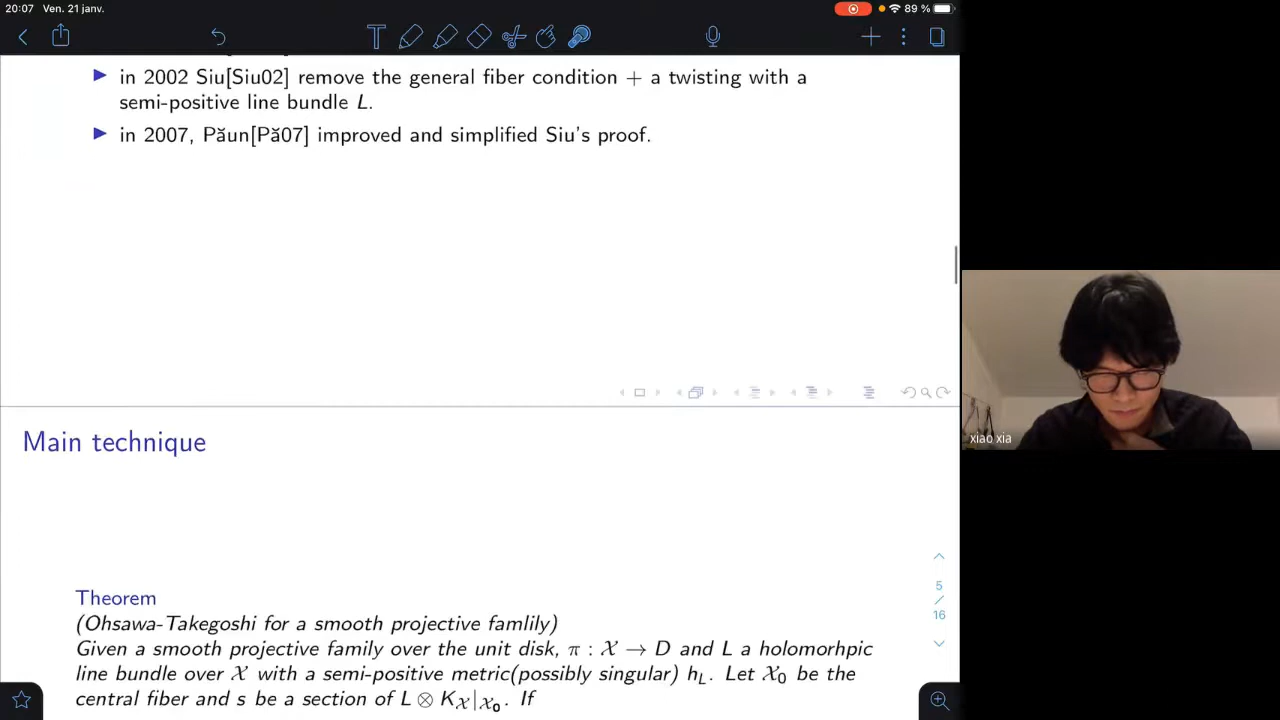 20:07 Ven. 21 janv.
89 %
▶ in 2002 Siu[Siu02] remove the general fiber condition + a twisting with a
semi-positive line bundle L.
▶ in 2007, Păun[Pă07] improved and simplified Siu's proof.
Main technique
5
/
16
Theorem
(Ohsawa-Takegoshi for a smooth projective famlily)
Given a smooth projective family over the unit disk, π : 𝒳 → D and L a holomorhpic
line bundle over 𝒳 with a semi-positive metric(possibly singular) h_L. Let 𝒳₀ be the
central fiber and s be a section of L ⊗ K_𝒳|_𝒳₀. If
xiao xia